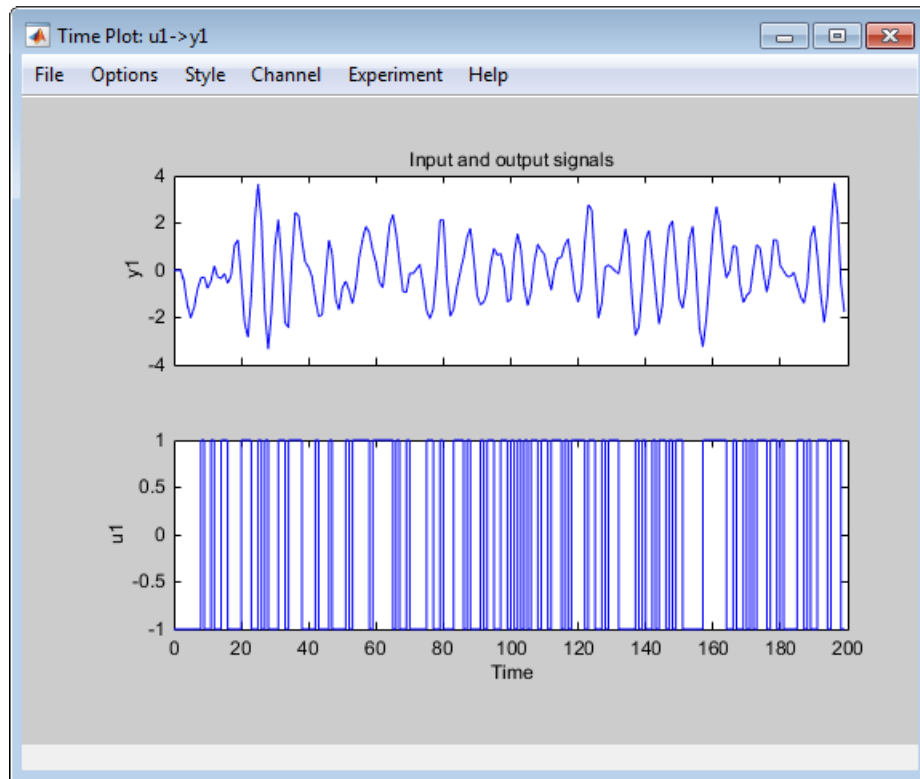 Time Plot: u1->y1
File Options Style Channel Experiment Help
Input and output signals
4
2
0
-2
-4
y1
1
0.5
0
-0.5
-1
u1
0 20 40 60 80 100 120 140 160 180 200
Time